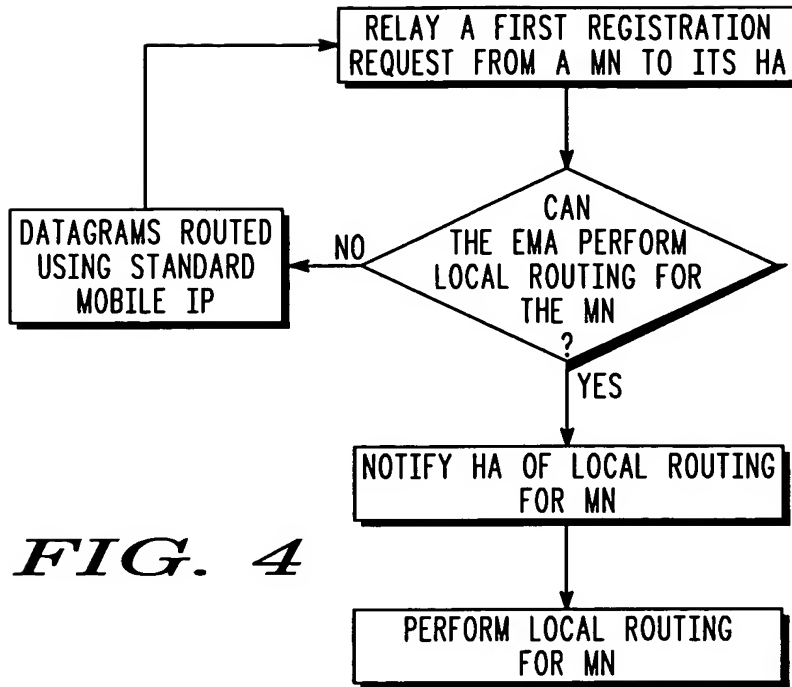 RELAY A FIRST REGISTRATION
REQUEST FROM A MN TO ITS HA
CAN
THE EMA PERFORM
LOCAL ROUTING FOR
THE MN
?
NO
DATAGRAMS ROUTED
USING STANDARD
MOBILE IP
YES
NOTIFY HA OF LOCAL ROUTING
FOR MN
PERFORM LOCAL ROUTING
FOR MN
FIG. 4